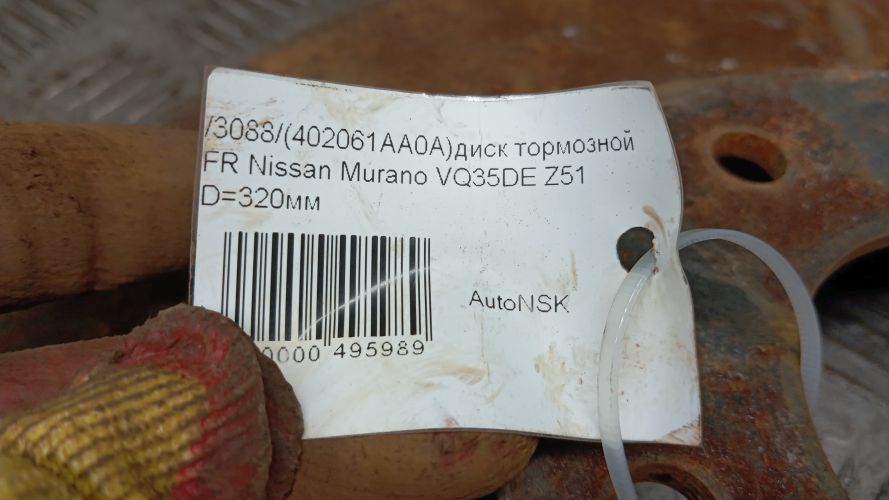 /3088/(402061AA0A)диск тормозной
FR Nissan Murano VQ35DE Z51
D=320мм
AutoNSK
0000 495989